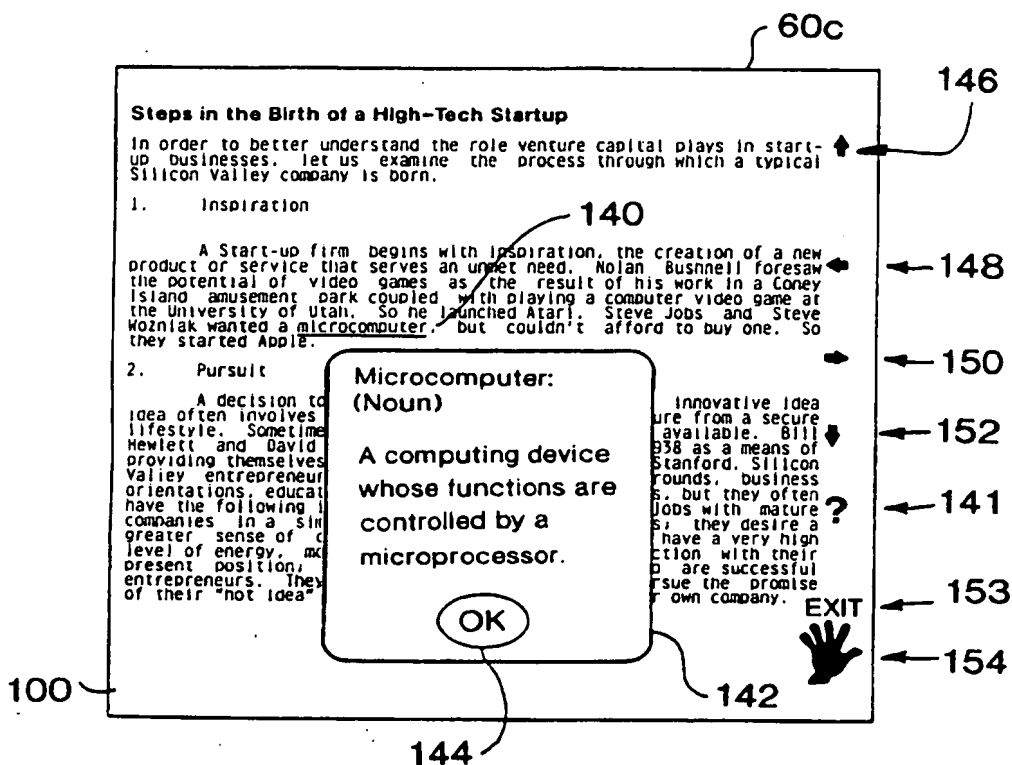 60c
146
Steps in the Birth of a High-Tech Startup
In order to better understand the role venture capital plays in start-
up businesses, let us examine the process through which a typical
Silicon Valley company is born.
1. Inspiration
140
A Start-up firm begins with inspiration, the creation of a new
product or service that serves an unmet need. Nolan Bushnell foresaw
148
the potential of video games as the result of his work in a Coney
Island amusement park coupled with playing a computer video game at
the University of Utah. So he launched Atari. Steve Jobs and Steve
Wozniak wanted a microcomputer, but couldn't afford to buy one. So
they started Apple.
150
2. Pursuit
A decision to innovative idea
idea often involves ure from a secure
lifestyle. Sometime available. Bill
152
Hewlett and David 938 as a means of
providing themselves Stanford. Silicon
Valley entrepreneur rounds, business
orientations, educat s, but they often
have the following i jobs with mature
? 141
companies in a sim s; they desire a
greater sense of c have a very high
level of energy, mo ction with their
present position; o are successful
entrepreneurs. They rsue the promise
of their "hot idea" r own company.
Microcomputer:
(Noun)
A computing device
whose functions are
controlled by a
microprocessor.
OK
EXIT 153
154
100
142
144